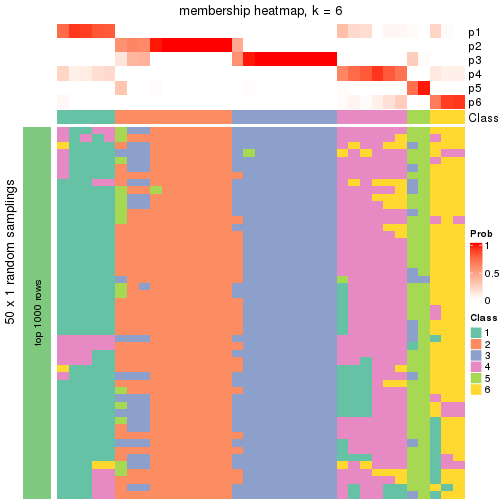 membership heatmap, k = 6
p1
p2
p3
p4
p5
p6
Class
50 x 1 random samplings
top 1000 rows
Prob
1
0.5
0
Class
1
2
3
4
5
6